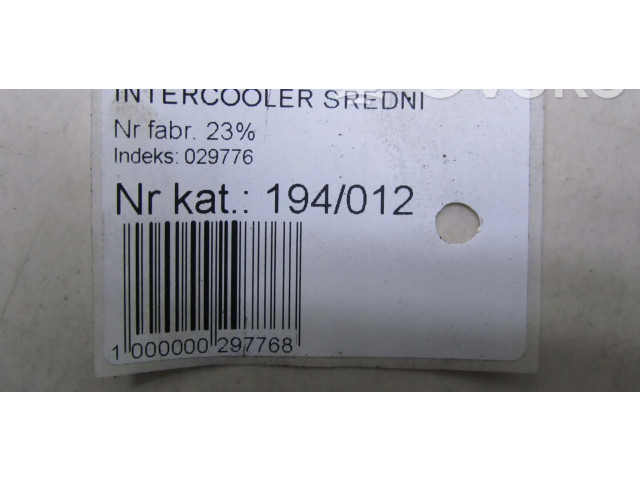 INTERCOOLER SREDNI
Nr fabr. 23%
Indeks: 029776
Nr kat.: 194/012
1 000000 297768